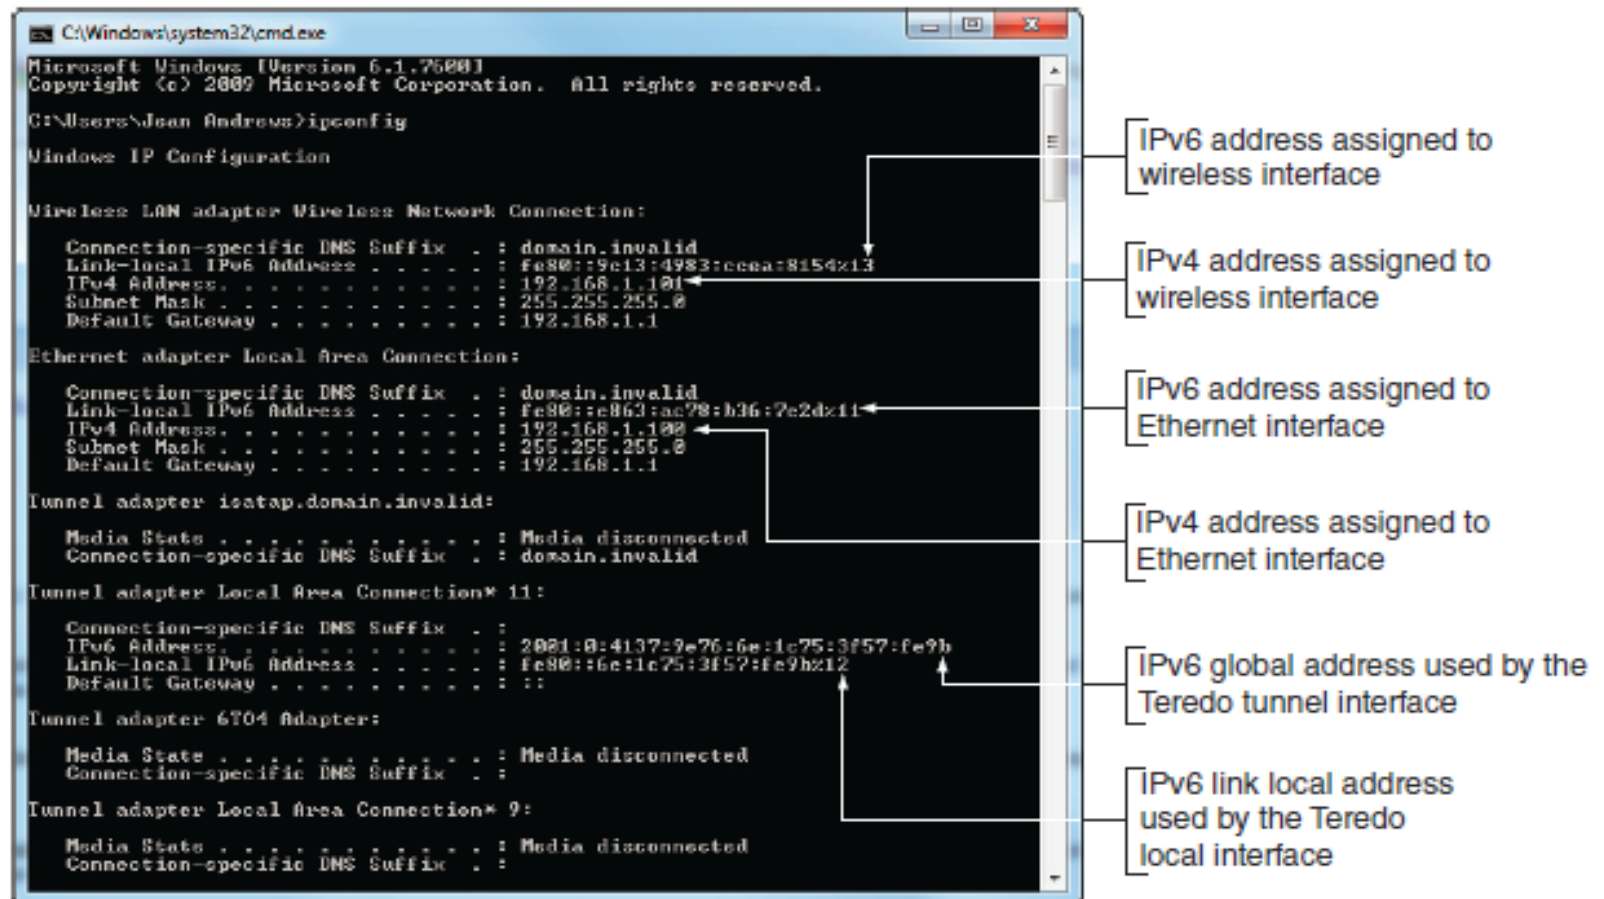 C:\Windows\system32\cmd.exe
Microsoft Windows [Version 6.1.7600]
Copyright (c) 2009 Microsoft Corporation.  All rights reserved.
C:\Users\Jean Andrews>ipconfig
Windows IP Configuration
Wireless LAN adapter Wireless Network Connection:
Connection-specific DNS Suffix  . : domain.invalid
Link-local IPv6 Address . . . . . : fe80::9c13:4983:ceea:8154%13
IPv4 Address. . . . . . . . . . . : 192.168.1.101
Subnet Mask . . . . . . . . . . . : 255.255.255.0
Default Gateway . . . . . . . . . : 192.168.1.1
Ethernet adapter Local Area Connection:
Connection-specific DNS Suffix  . : domain.invalid
Link-local IPv6 Address . . . . . : fe80::c863:ac78:b36:7e2d%11
IPv4 Address. . . . . . . . . . . : 192.168.1.100
Subnet Mask . . . . . . . . . . . : 255.255.255.0
Default Gateway . . . . . . . . . : 192.168.1.1
Tunnel adapter isatap.domain.invalid:
Media State . . . . . . . . . . . : Media disconnected
Connection-specific DNS Suffix  . : domain.invalid
Tunnel adapter Local Area Connection* 11:
Connection-specific DNS Suffix  . :
IPv6 Address. . . . . . . . . . . : 2001:0:4137:9e76:6e:1c75:3f57:fe9b
Link-local IPv6 Address . . . . . : fe80::6e:1c75:3f57:fe9b%12
Default Gateway . . . . . . . . . : ::
Tunnel adapter 6TO4 Adapter:
Media State . . . . . . . . . . . : Media disconnected
Connection-specific DNS Suffix  . :
Tunnel adapter Local Area Connection* 9:
Media State . . . . . . . . . . . : Media disconnected
Connection-specific DNS Suffix  . :
IPv6 address assigned to
wireless interface
IPv4 address assigned to
wireless interface
IPv6 address assigned to
Ethernet interface
IPv4 address assigned to
Ethernet interface
IPv6 global address used by the
Teredo tunnel interface
IPv6 link local address
used by the Teredo
local interface